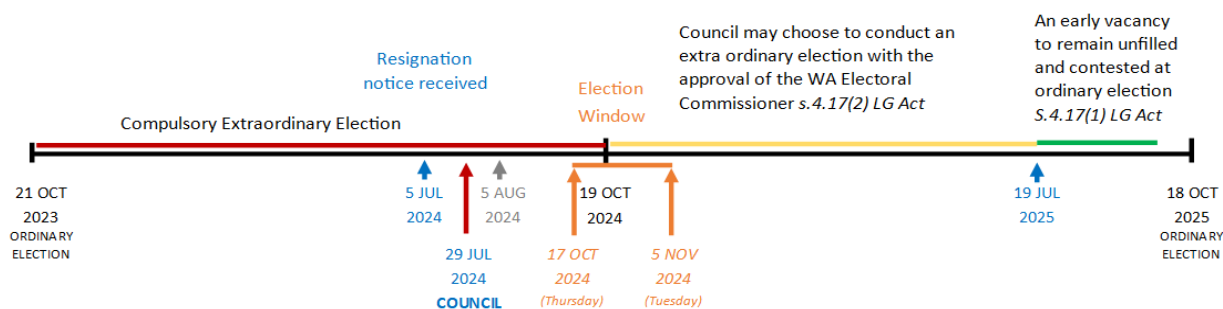 Council may choose to conduct an
extra ordinary election with the
approval of the WA Electoral
Commissioner s.4.17(2) LG Act
An early vacancy
to remain unfilled
and contested at
ordinary election
S.4.17(1) LG Act
Resignation
notice received
Election
Window
Compulsory Extraordinary Election
21 OCT
2023
ORDINARY
ELECTION
5 JUL
2024
29 JUL
2024
COUNCIL
5 AUG
2024
17 OCT
2024
(Thursday)
19 OCT
2024
5 NOV
2024
(Tuesday)
19 JUL
2025
18 OCT
2025
ORDINARY
ELECTION